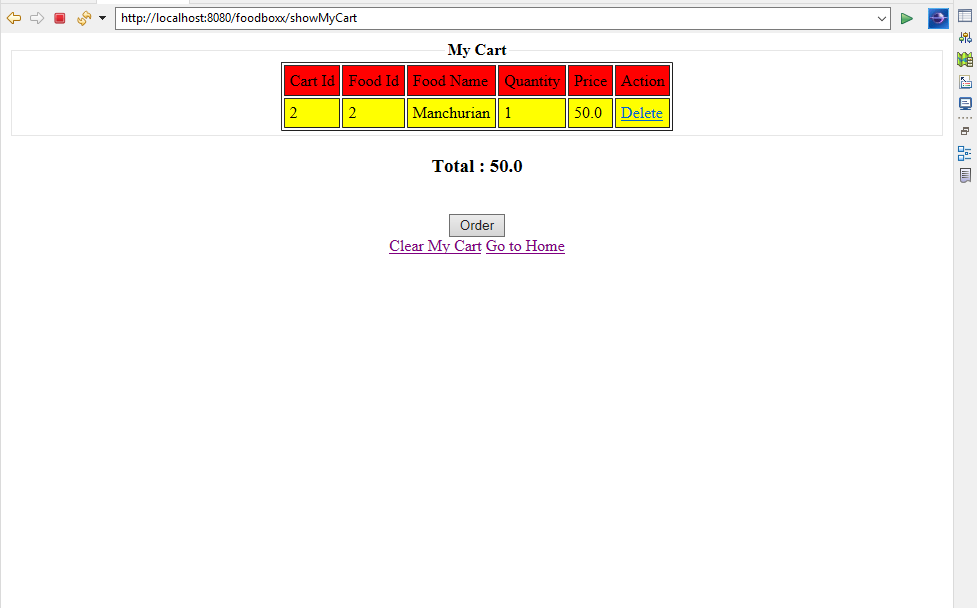 http://localhost:8080/foodboxx/showMyCart
My Cart
Cart Id Food Id Food Name Quantity Price Action
2 2 Manchurian 1 50.0 Delete
Total : 50.0
Order
Clear My Cart Go to Home